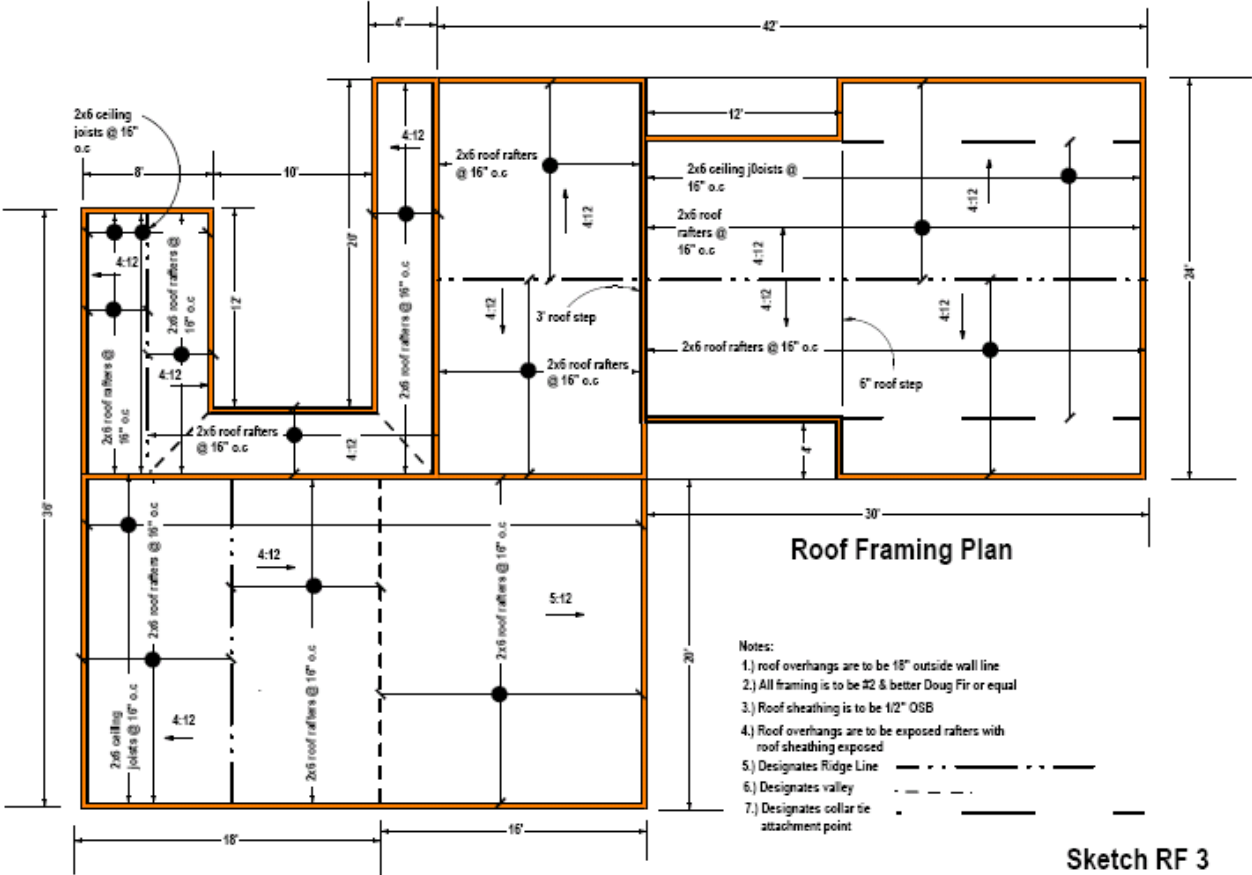 4'
42'
2x6 ceiling
joists @ 16"
o.c
8'
10'
4:12
2x6 roof rafters
@ 16" o.c
12'
2x6 ceiling j0oists @
16" o.c
2x6 roof
rafters @
16" o.c
4:12
4:12
4:12
20'
24'
4:12
2x6 roof rafters @
16" o.c
12'
2x6 roof rafters @ 16" o.c
4:12
3' roof step
4:12
4:12
2x6 roof rafters @ 16" o.c
6" roof step
2x6 roof rafters
@ 16" o.c
4:12
2x6 roof rafters @
16" o.c
2x6 roof rafters
@ 16" o.c
4:12
4'
36'
2x6 roof rafters @ 16" o.c
4:12
2x6 roof rafters @ 16" o.c
2x6 roof rafters @ 16" o.c
5:12
30'
Roof Framing Plan
20'
2x6 ceiling
joists @ 16" o.c
4:12
Notes:
1.) roof overhangs are to be 18" outside wall line
2.) All framing is to be #2 & better Doug Fir or equal
3.) Roof sheathing is to be 1/2" OSB
4.) Roof overhangs are to be exposed rafters with
roof sheathing exposed
5.) Designates Ridge Line
6.) Designates valley
7.) Designates collar tie
attachment point
18'
16'
Sketch RF 3